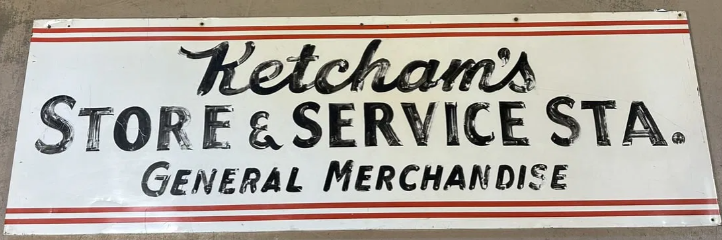 Ketcham's
STORE & SERVICE STA.
GENERAL MERCHANDISE